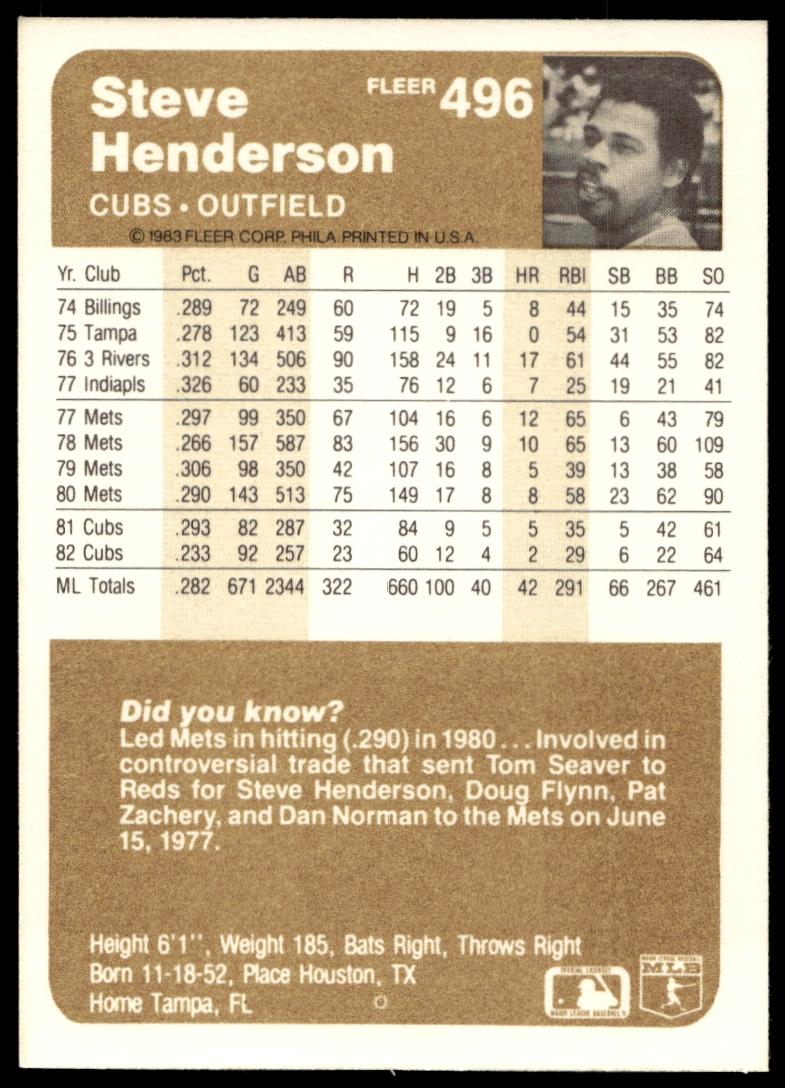 Steve
Henderson
FLEER 496
CUBS • OUTFIELD
© 1983 FLEER CORP. PHILA. PRINTED IN U.S.A.
Yr. Club Pct. G AB R H 2B 3B HR RBI SB BB SO
74 Billings .289 72 249 60 72 19 5 8 44 15 35 74
75 Tampa .278 123 413 59 115 9 16 0 54 31 53 82
76 3 Rivers .312 134 506 90 158 24 11 17 61 44 55 82
77 Indiapls .326 60 233 35 76 12 6 7 25 19 21 41
77 Mets .297 99 350 67 104 16 6 12 65 6 43 79
78 Mets .266 157 587 83 156 30 9 10 65 13 60 109
79 Mets .306 98 350 42 107 16 8 5 39 13 38 58
80 Mets .290 143 513 75 149 17 8 8 58 23 62 90
81 Cubs .293 82 287 32 84 9 5 5 35 5 42 61
82 Cubs .233 92 257 23 60 12 4 2 29 6 22 64
ML Totals .282 671 2344 322 660 100 40 42 291 66 267 461
Did you know?
Led Mets in hitting (.290) in 1980 . . . Involved in
controversial trade that sent Tom Seaver to
Reds for Steve Henderson, Doug Flynn, Pat
Zachery, and Dan Norman to the Mets on June
15, 1977.
Height 6'1'', Weight 185, Bats Right, Throws Right
Born 11-18-52, Place Houston, TX
Home Tampa, FL
OFFICIAL LICENSEE
MAJOR LEAGUE BASEBALL
MAJOR LEAGUE BASEBALL
MLB